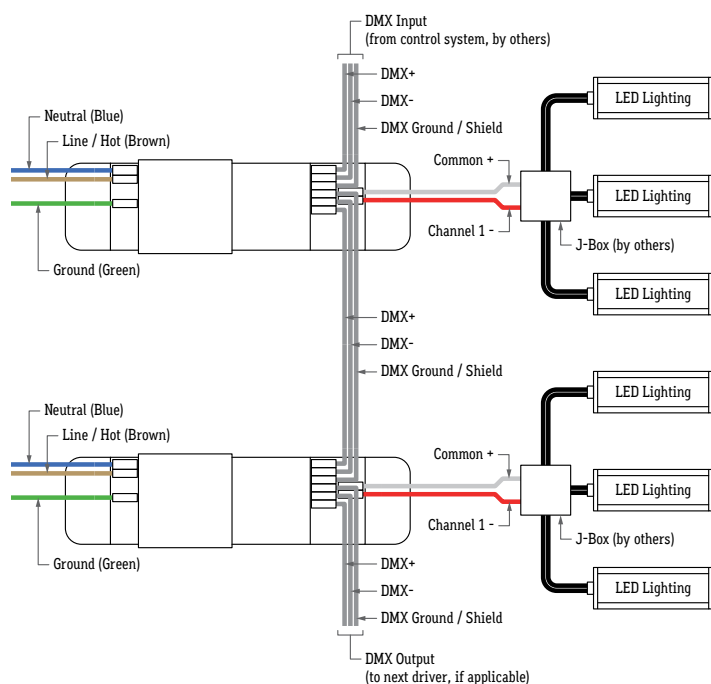 DMX Input
(from control system, by others)
DMX+
DMX-
DMX Ground / Shield
Neutral (Blue)
Line / Hot (Brown)
Ground (Green)
Common +
Channel 1 -
J-Box (by others)
LED Lighting
LED Lighting
LED Lighting
DMX+
DMX-
DMX Ground / Shield
Neutral (Blue)
Line / Hot (Brown)
Ground (Green)
Common +
Channel 1 -
J-Box (by others)
LED Lighting
LED Lighting
LED Lighting
DMX+
DMX-
DMX Ground / Shield
DMX Output
(to next driver, if applicable)